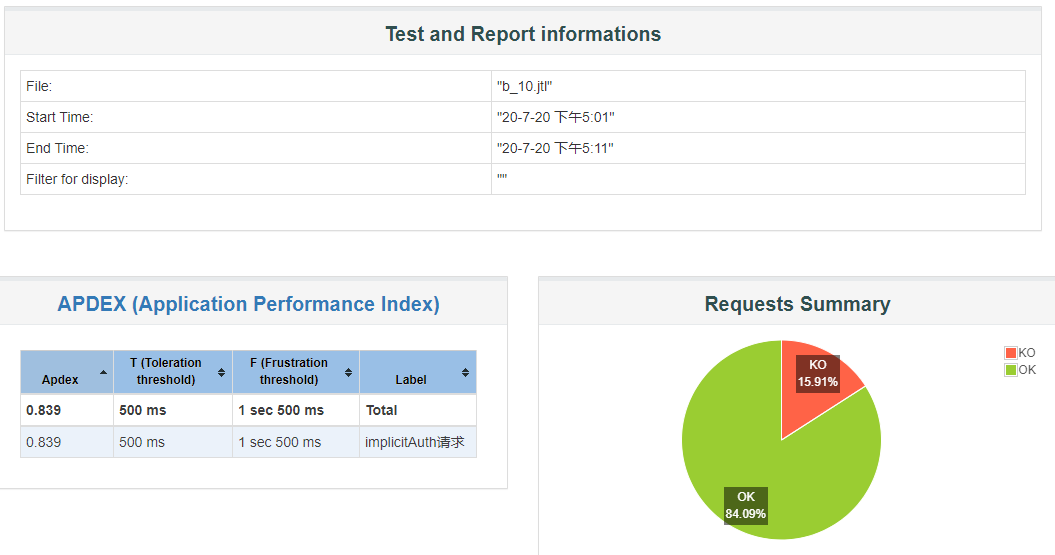 Test and Report informations
File: "b_10.jtl"
Start Time: "20-7-20 下午5:01"
End Time: "20-7-20 下午5:11"
Filter for display: ""
APDEX (Application Performance Index)
Apdex T (Toleration threshold) F (Frustration threshold) Label
0.839 500 ms 1 sec 500 ms Total
0.839 500 ms 1 sec 500 ms implicitAuth请求
Requests Summary
KO
OK
KO
15.91%
OK
84.09%